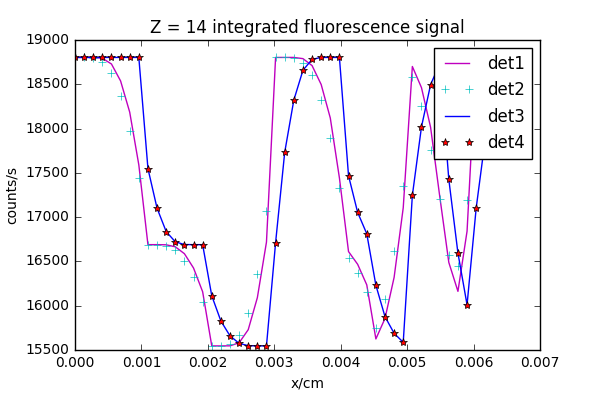 Z = 14 integrated fluorescence signal
19000
18500
18000
17500
17000
16500
16000
15500
counts/s
det1
det2
det3
det4
0.000 0.001 0.002 0.003 0.004 0.005 0.006 0.007
x/cm